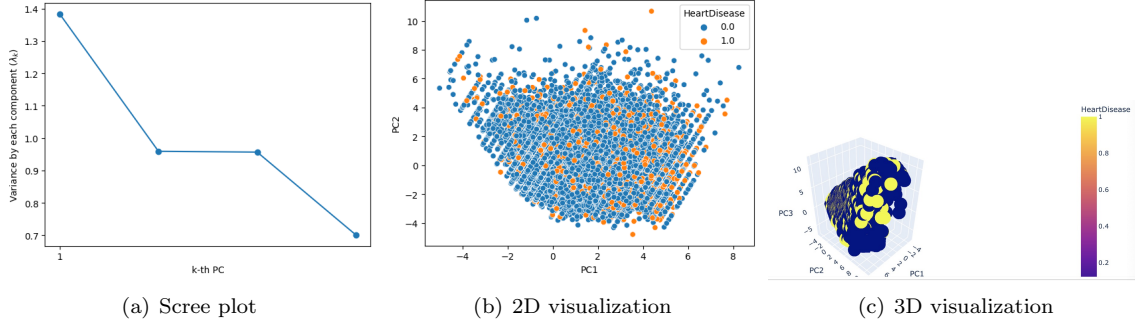 1.4
1.3
1.2
1.1
1.0
0.9
0.8
0.7
Variance by each component (λk)
1
k-th PC
(a) Scree plot
HeartDisease
0.0
1.0
10
8
6
4
2
0
−2
−4
PC2
−4 −2 0 2 4 6 8
PC1
(b) 2D visualization
HeartDisease
1
0.8
0.6
0.4
0.2
10
5
0
−5
PC3
PC2
PC1
(c) 3D visualization